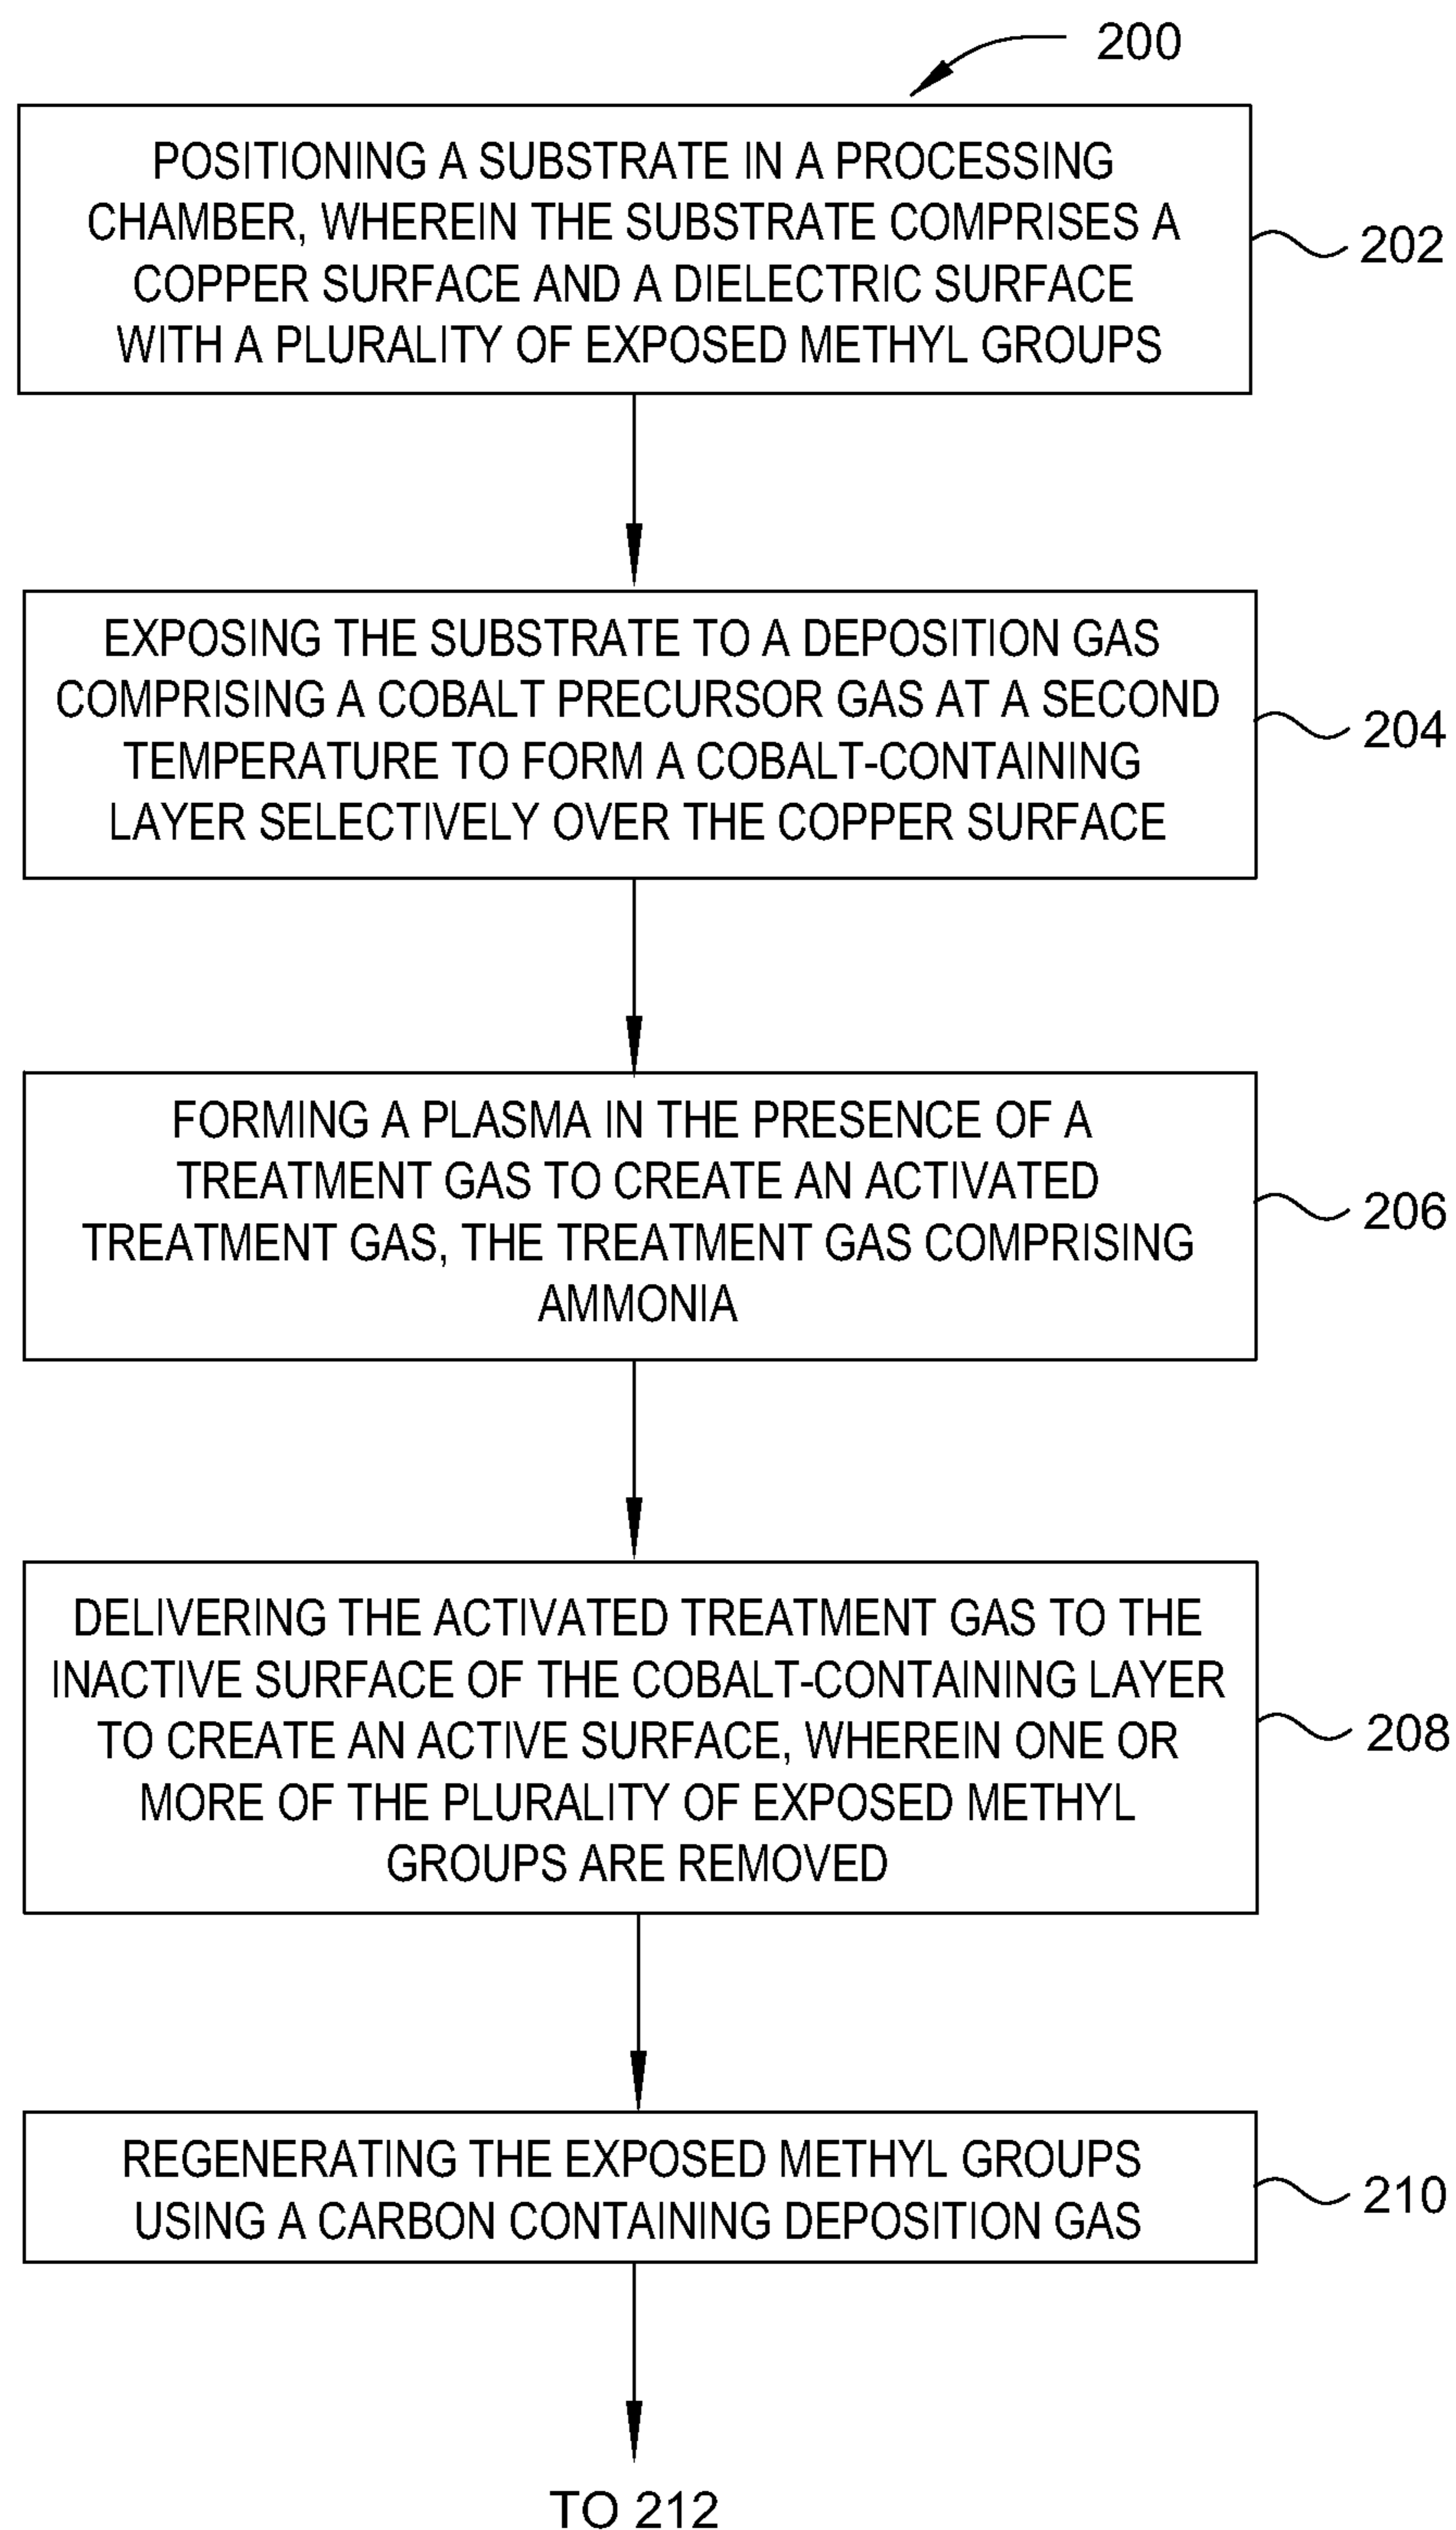 200
POSITIONING A SUBSTRATE IN A PROCESSING
CHAMBER, WHEREIN THE SUBSTRATE COMPRISES A
COPPER SURFACE AND A DIELECTRIC SURFACE
WITH A PLURALITY OF EXPOSED METHYL GROUPS
202
EXPOSING THE SUBSTRATE TO A DEPOSITION GAS
COMPRISING A COBALT PRECURSOR GAS AT A SECOND
TEMPERATURE TO FORM A COBALT-CONTAINING
LAYER SELECTIVELY OVER THE COPPER SURFACE
204
FORMING A PLASMA IN THE PRESENCE OF A
TREATMENT GAS TO CREATE AN ACTIVATED
TREATMENT GAS, THE TREATMENT GAS COMPRISING
AMMONIA
206
DELIVERING THE ACTIVATED TREATMENT GAS TO THE
INACTIVE SURFACE OF THE COBALT-CONTAINING LAYER
TO CREATE AN ACTIVE SURFACE, WHEREIN ONE OR
MORE OF THE PLURALITY OF EXPOSED METHYL
GROUPS ARE REMOVED
208
REGENERATING THE EXPOSED METHYL GROUPS
USING A CARBON CONTAINING DEPOSITION GAS
210
TO 212